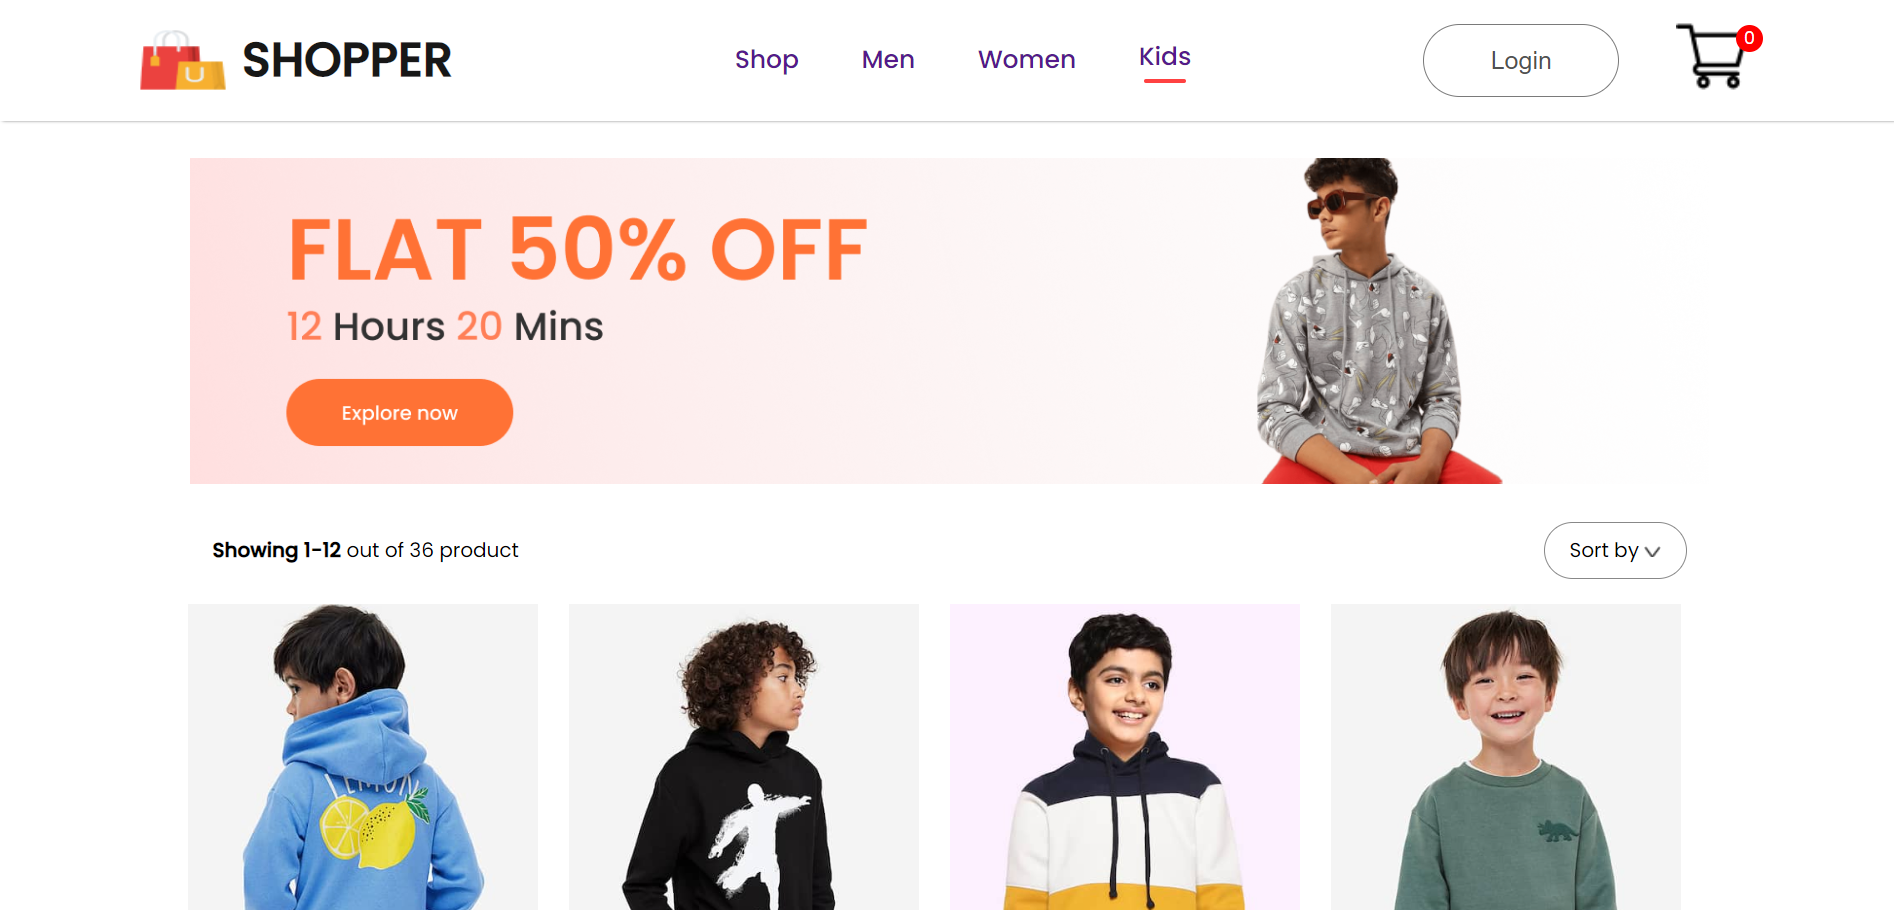 SHOPPER
Shop
Men
Women
Kids
Login
0
FLAT 50% OFF
12 Hours 20 Mins
Explore now
Showing 1-12 out of 36 product
Sort by
LEMON